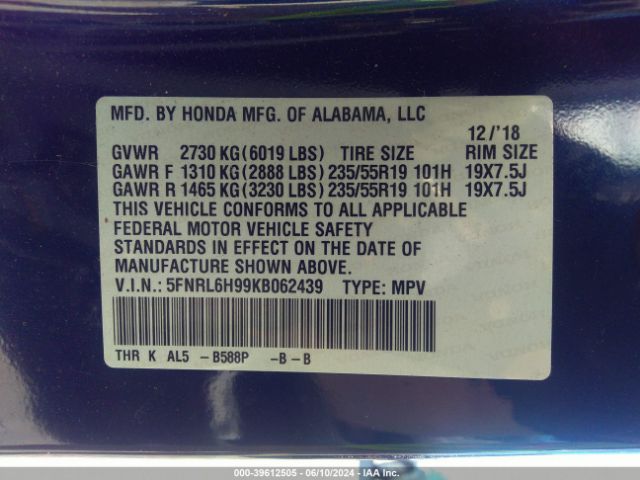 MFD. BY HONDA MFG. OF ALABAMA, LLC
12/'18
GVWR 2730 KG(6019 LBS) TIRE SIZE RIM SIZE
GAWR F 1310 KG(2888 LBS) 235/55R19 101H 19X7.5J
GAWR R 1465 KG(3230 LBS) 235/55R19 101H 19X7.5J
THIS VEHICLE CONFORMS TO ALL APPLICABLE
FEDERAL MOTOR VEHICLE SAFETY
STANDARDS IN EFFECT ON THE DATE OF
MANUFACTURE SHOWN ABOVE.
V.I.N.: 5FNRL6H99KB062439 TYPE: MPV
THR K AL5 -B588P -B-B
000-39612505 - 06/10/2024 - IAA Inc.